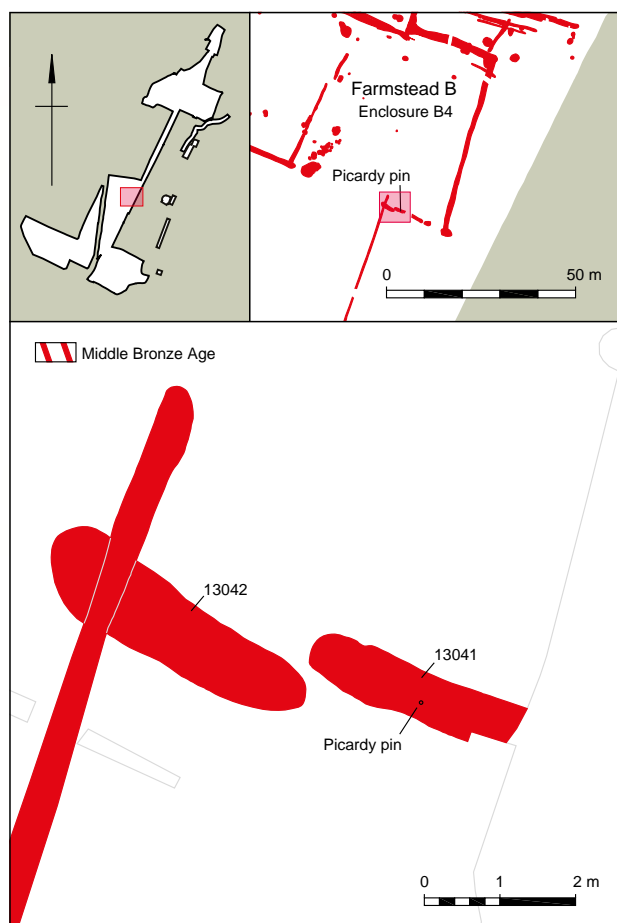 Farmstead B
Enclosure B4
Picardy pin
0 50 m
Middle Bronze Age
13042
13041
Picardy pin
0 1 2 m